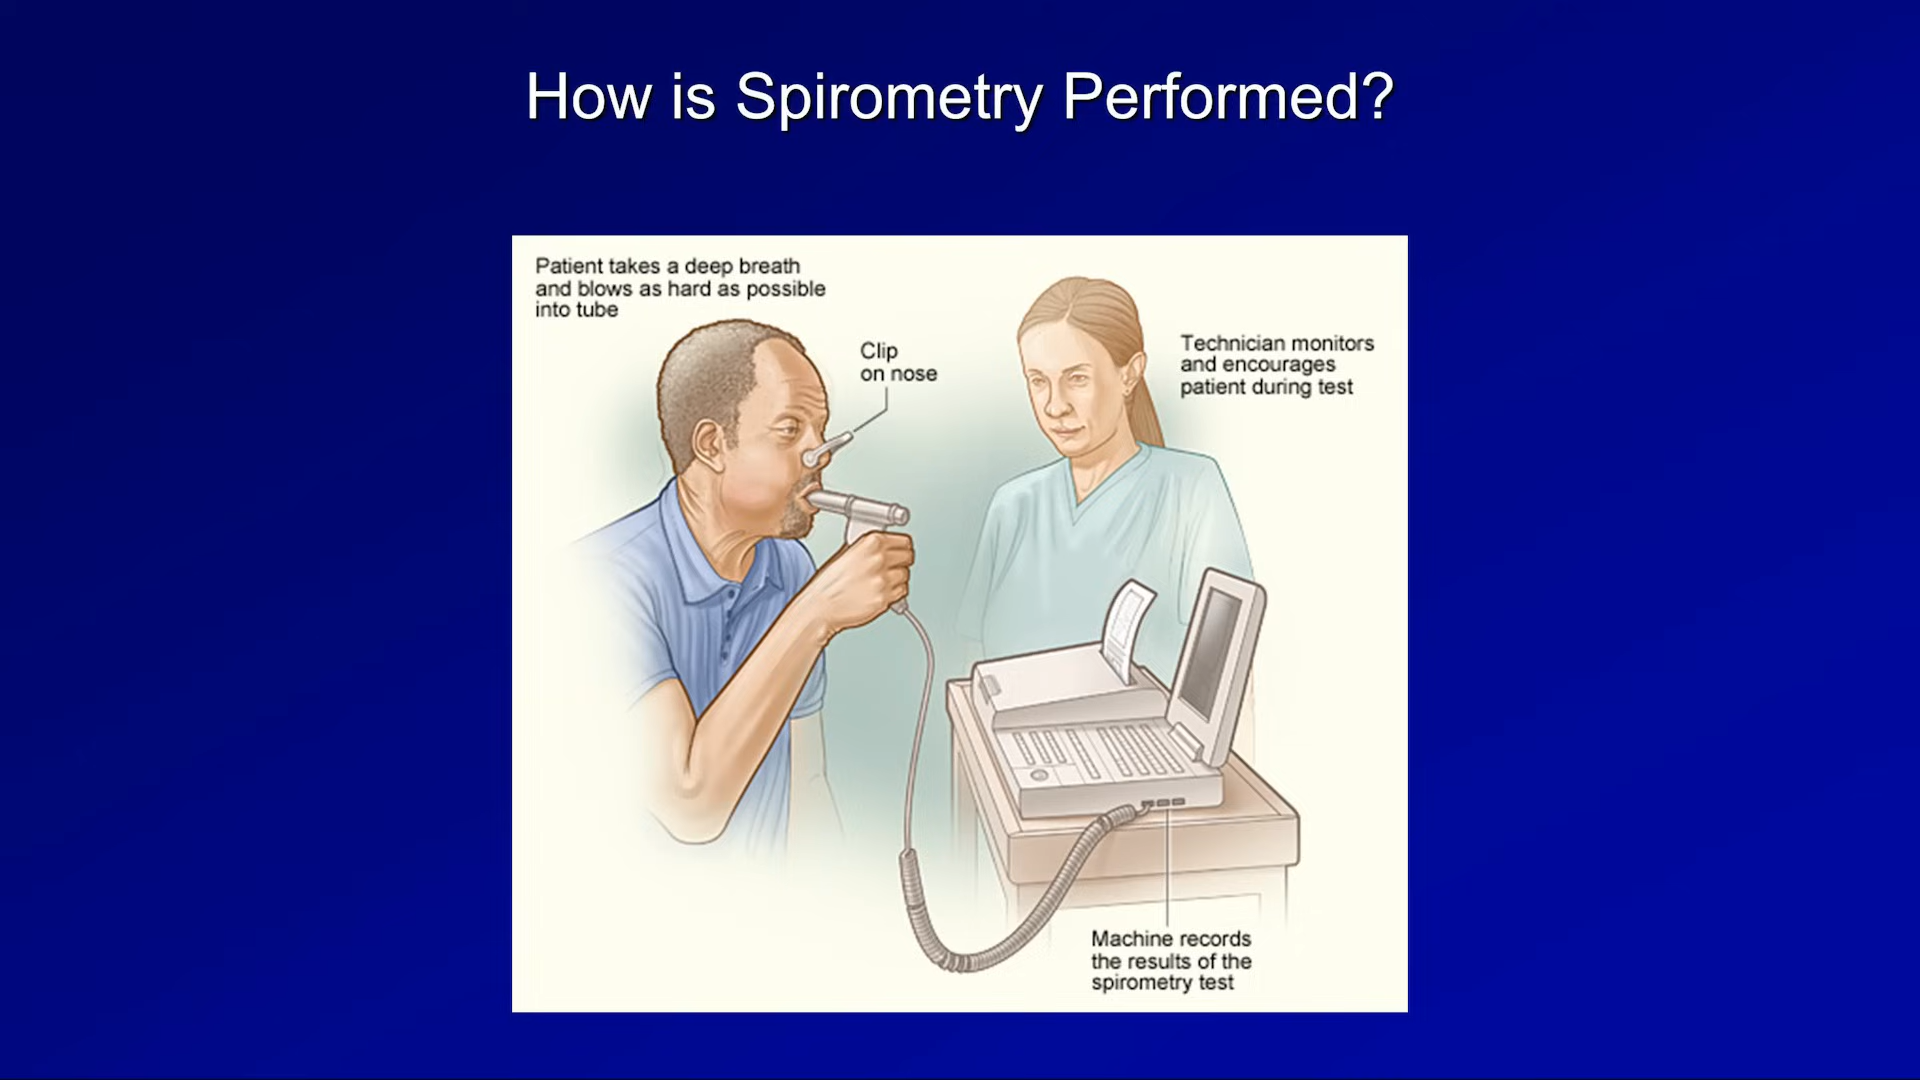 How is Spirometry Performed?
Patient takes a deep breath
and blows as hard as possible
into tube
Clip
on nose
Technician monitors
and encourages
patient during test
Machine records
the results of the
spirometry test